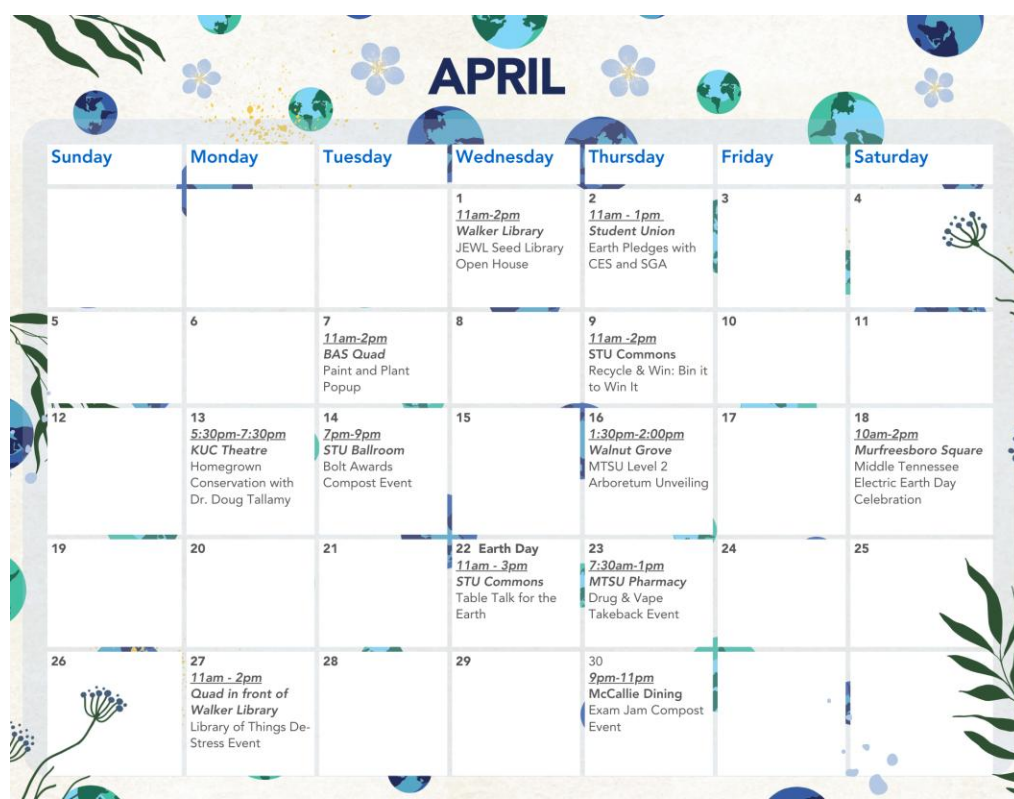 APRIL
Sunday
Monday
Tuesday
Wednesday
Thursday
Friday
Saturday
1
11am-2pm
Walker Library
JEWL Seed Library
Open House
2
11am - 1pm
Student Union
Earth Pledges with
CES and SGA
3
4
5
6
7
11am-2pm
BAS Quad
Paint and Plant
Popup
8
9
11am -2pm
STU Commons
Recycle & Win: Bin it
to Win It
10
11
12
13
5:30pm-7:30pm
KUC Theatre
Homegrown
Conservation with
Dr. Doug Tallamy
14
7pm-9pm
STU Ballroom
Bolt Awards
Compost Event
15
16
1:30pm-2:00pm
Walnut Grove
MTSU Level 2
Arboretum Unveiling
17
18
10am-2pm
Murfreesboro Square
Middle Tennessee
Electric Earth Day
Celebration
19
20
21
22 Earth Day
11am - 3pm
STU Commons
Table Talk for the
Earth
23
7:30am-1pm
MTSU Pharmacy
Drug & Vape
Takeback Event
24
25
26
27
11am - 2pm
Quad in front of
Walker Library
Library of Things De-
Stress Event
28
29
30
9pm-11pm
McCallie Dining
Exam Jam Compost
Event